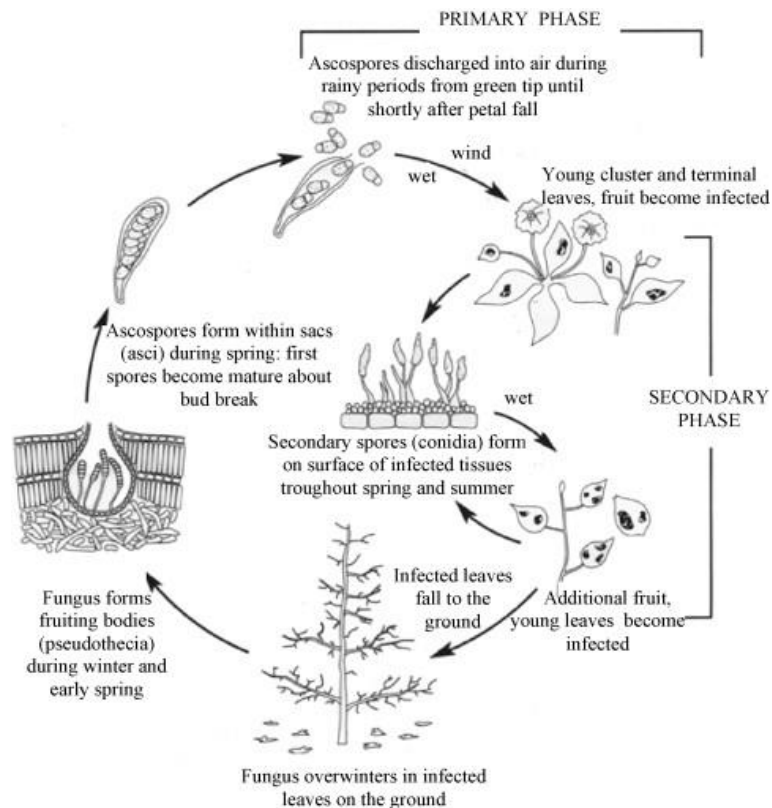 PRIMARY PHASE
Ascospores discharged into air during
rainy periods from green tip until
shortly after petal fall
wind
wet
Young cluster and terminal
leaves, fruit become infected
Ascospores form within sacs
(asci) during spring: first
spores become mature about
bud break
wet
SECONDARY
PHASE
Secondary spores (conidia) form
on surface of infected tissues
troughout spring and summer
Infected leaves
fall to the
ground
Additional fruit,
young leaves become
infected
Fungus forms
fruiting bodies
(pseudothecia)
during winter and
early spring
Fungus overwinters in infected
leaves on the ground